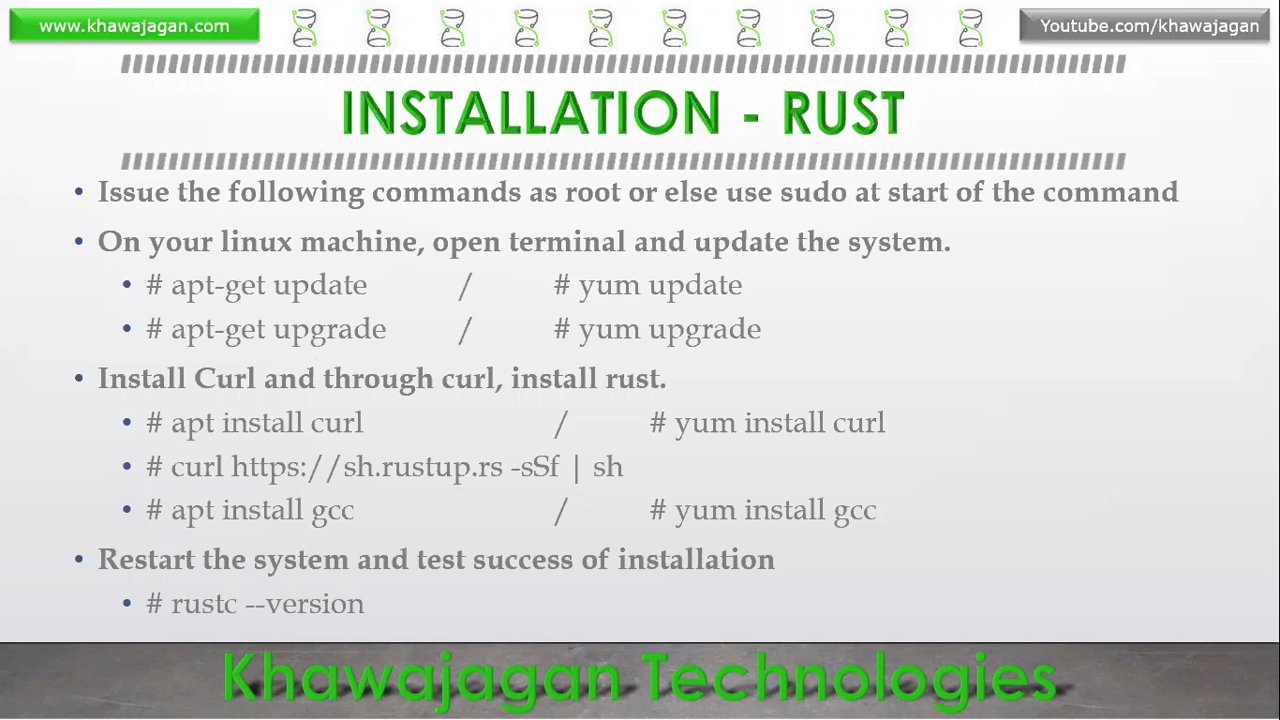 www.khawajagan.com
Youtube.com/khawajagan
INSTALLATION - RUST
• Issue the following commands as root or else use sudo at start of the command
• On your linux machine, open terminal and update the system.
• # apt-get update / # yum update
• # apt-get upgrade / # yum upgrade
• Install Curl and through curl, install rust.
• # apt install curl / # yum install curl
• # curl https://sh.rustup.rs -sSf | sh
• # apt install gcc / # yum install gcc
• Restart the system and test success of installation
• # rustc --version
Khawajagan Technologies